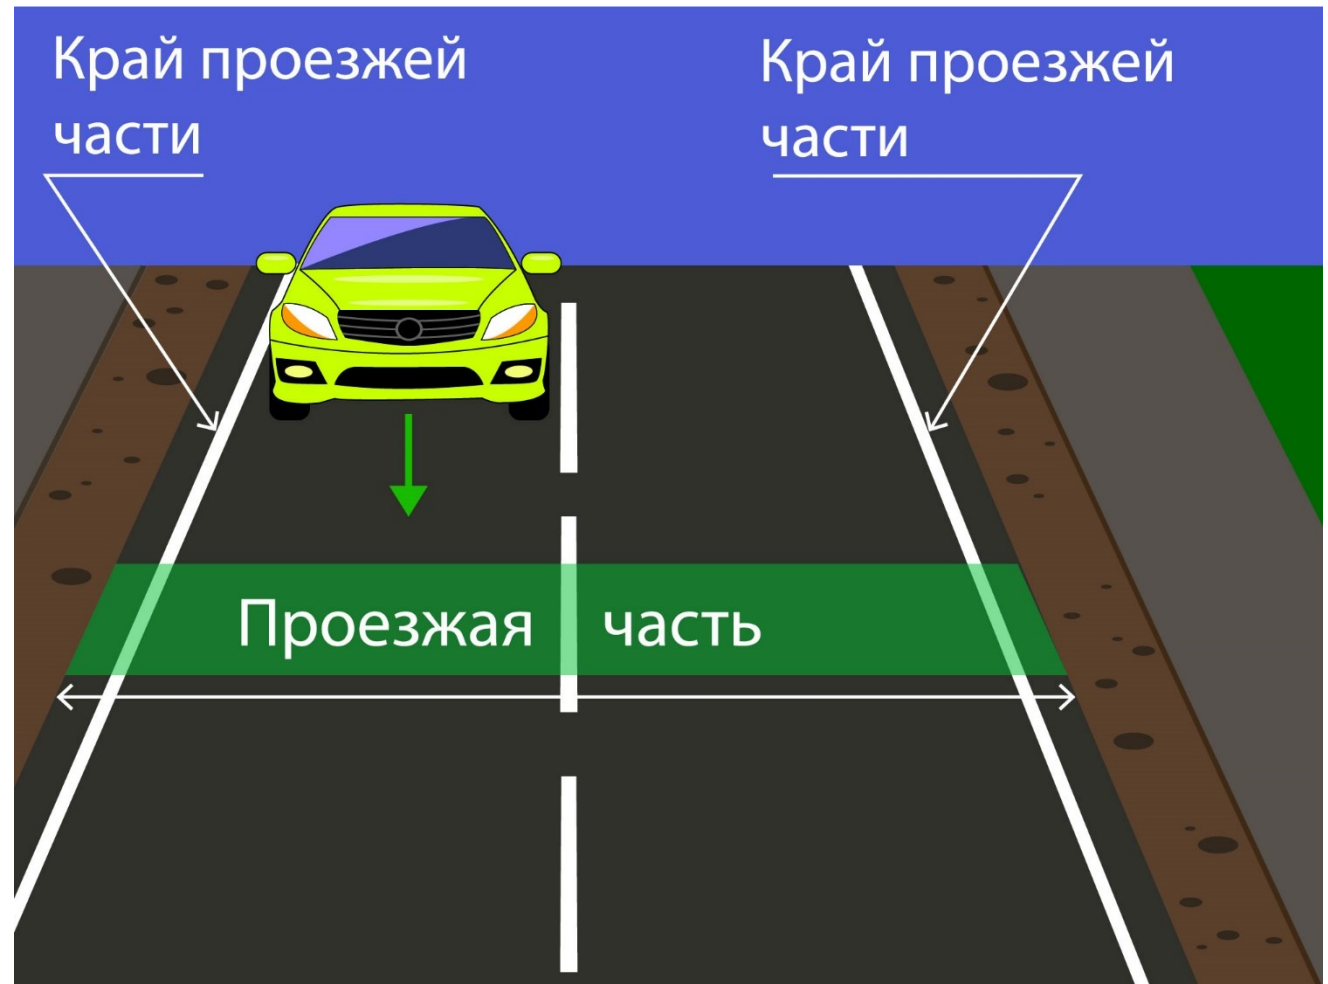 Край проезжей
части
Край проезжей
части
Проезжая часть